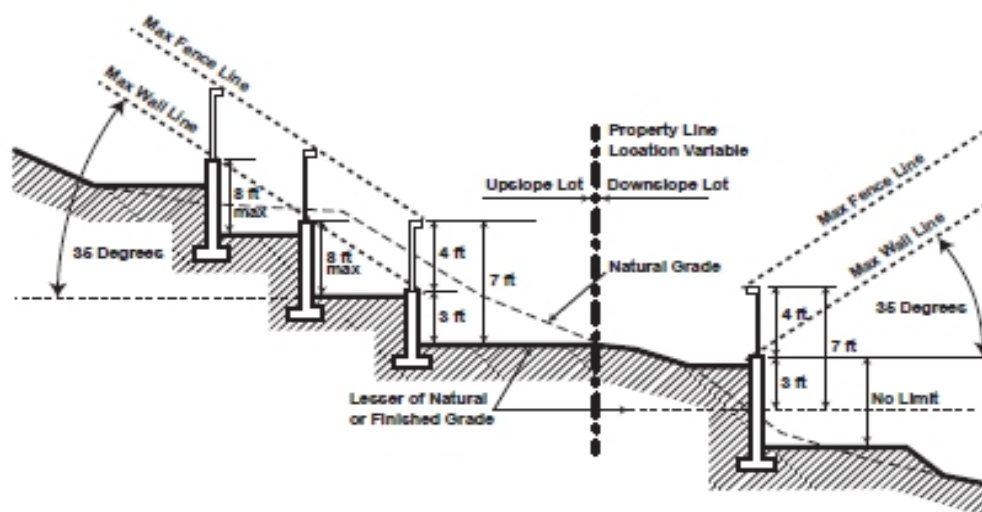 Max Fence Line
Max Wall Line
8 ft
max
35 Degrees
8 ft
max
4 ft
7 ft
3 ft
Property Line
Location Variable
Upslope Lot
Downslope Lot
Natural Grade
Lesser of Natural
or Finished Grade
Max Fence Line
Max Wall Line
4 ft
7 ft
3 ft
35 Degrees
No Limit